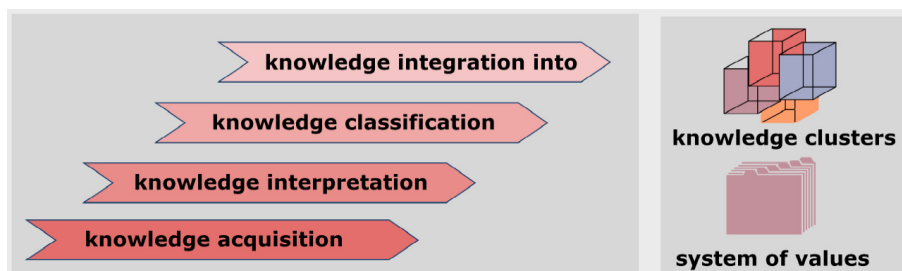 knowledge integration into
knowledge classification
knowledge interpretation
knowledge acquisition
knowledge clusters
system of values